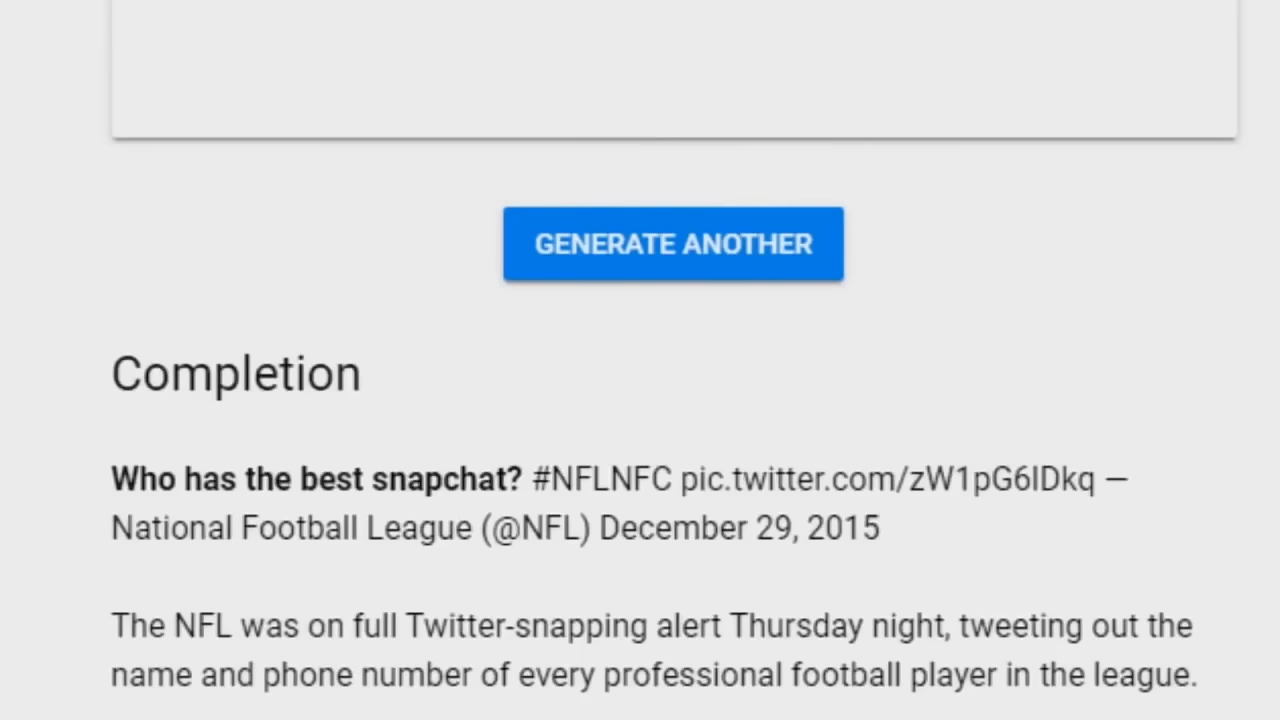 GENERATE ANOTHER
Completion
Who has the best snapchat? #NFLNFC pic.twitter.com/zW1pG6lDkq —
National Football League (@NFL) December 29, 2015
The NFL was on full Twitter-snapping alert Thursday night, tweeting out the
name and phone number of every professional football player in the league.